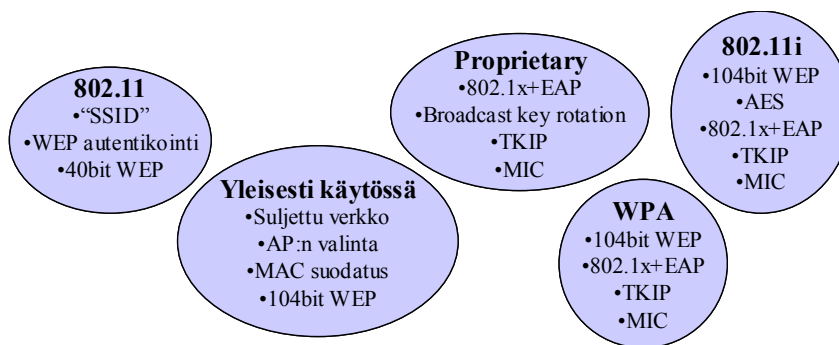 802.11
•“SSID”
•WEP autentikointi
•40bit WEP
Yleisesti käytössä
•Suljettu verkko
•AP:n valinta
•MAC suodatus
•104bit WEP
Proprietary
•802.1x+EAP
•Broadcast key rotation
•TKIP
•MIC
WPA
•104bit WEP
•802.1x+EAP
•TKIP
•MIC
802.11i
•104bit WEP
•AES
•802.1x+EAP
•TKIP
•MIC